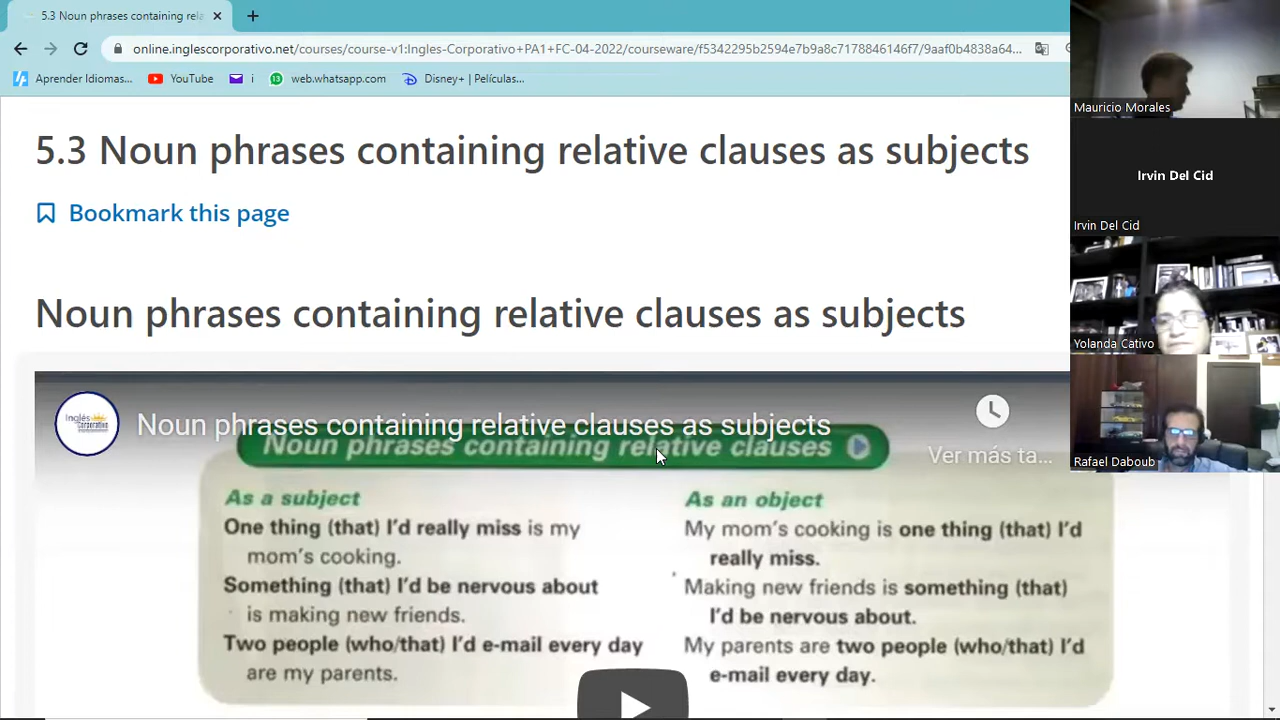 5.3 Noun phrases containing rela
online.inglescorporativo.net/courses/course-v1:Ingles-Corporativo+PA1+FC-04-2022/courseware/f5342295b2594e7b9a8c7178846146f7/9aaf0b4838a64...
Aprender Idiomas...
YouTube
i
13
web.whatsapp.com
Disney+ | Películas,...
5.3 Noun phrases containing relative clauses as subjects
Bookmark this page
Noun phrases containing relative clauses as subjects
Inglés
Corporativo
Noun phrases containing relative clauses as subjects
Ver más ta...
Noun phrases containing relative clauses
As a subject
One thing (that) I'd really miss is my
mom's cooking.
Something (that) I'd be nervous about
is making new friends.
Two people (who/that) I'd e-mail every day
are my parents.
As an object
My mom's cooking is one thing (that) I'd
really miss.
Making new friends is something (that)
I'd be nervous about.
My parents are two people (who/that) I'd
e-mail every day.
Mauricio Morales
Irvin Del Cid
Irvin Del Cid
Yolanda Cativo
Rafael Daboub